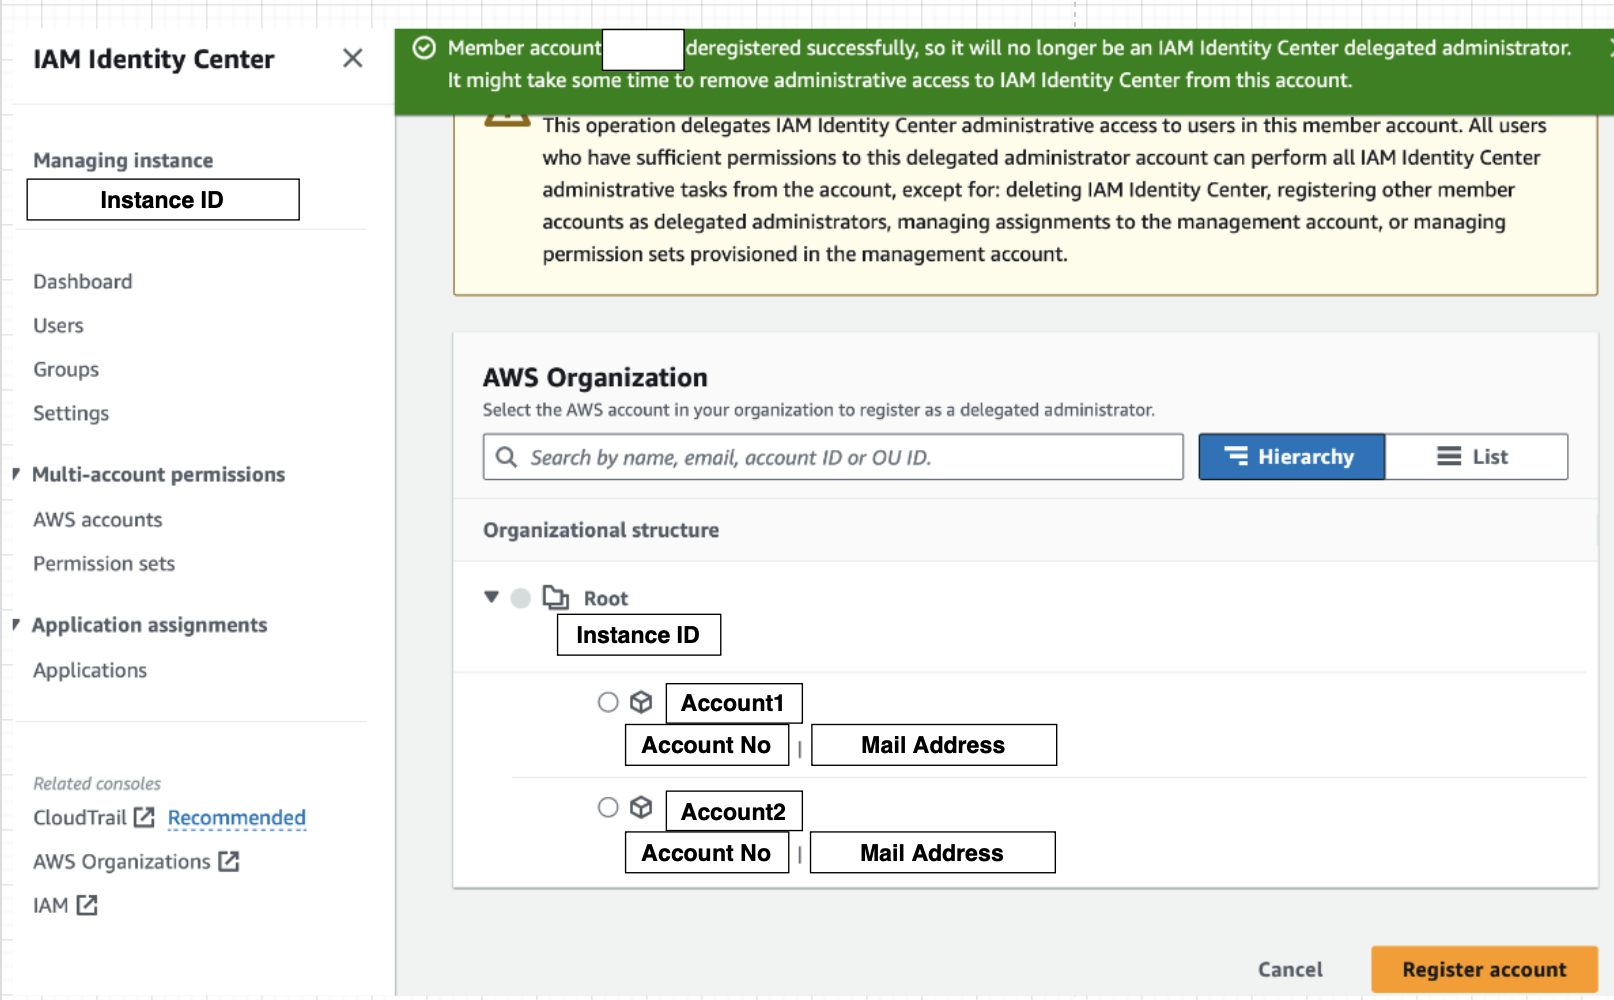 IAM Identity Center
Managing instance
Instance ID
Dashboard
Users
Groups
Settings
Multi-account permissions
AWS accounts
Permission sets
Application assignments
Applications
Related consoles
CloudTrail Recommended
AWS Organizations
IAM
Member account deregistered successfully, so it will no longer be an IAM Identity Center delegated administrator.
It might take some time to remove administrative access to IAM Identity Center from this account.
This operation delegates IAM Identity Center administrative access to users in this member account. All users
who have sufficient permissions to this delegated administrator account can perform all IAM Identity Center
administrative tasks from the account, except for: deleting IAM Identity Center, registering other member
accounts as delegated administrators, managing assignments to the management account, or managing
permission sets provisioned in the management account.
AWS Organization
Select the AWS account in your organization to register as a delegated administrator.
Search by name, email, account ID or OU ID.
Hierarchy
List
Organizational structure
Root
Instance ID
Account1
Account No | Mail Address
Account2
Account No | Mail Address
Cancel
Register account